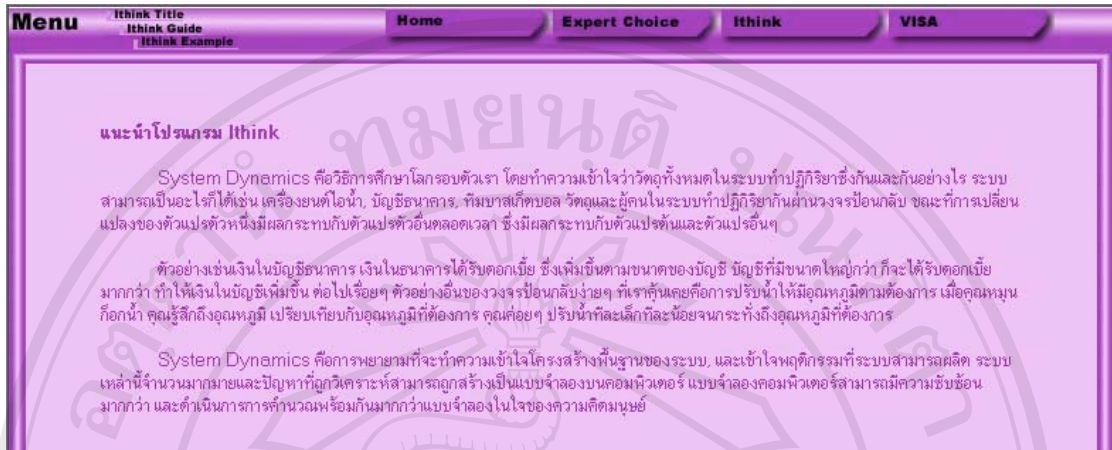 Menu Ithink Title Home Expert Choice Ithink VISA
Ithink Guide
Ithink Example
แนะนำโปรแกรม Ithink
System Dynamics คือวิธีการศึกษาโลกรอบตัวเรา โดยทำความเข้าใจว่าวัตถุทั้งหมดในระบบทำปฏิกิริยาซึ่งกันและกันอย่างไร ระบบ
สามารถเป็นอะไรก็ได้เช่น เครื่องยนต์ไอน้ำ, บัญชีธนาคาร, ทีมบาสเก็ตบอล วัตถุและผู้คนในระบบทำปฏิกิริยากันผ่านวงจรป้อนกลับ ขณะที่การเปลี่ยน
แปลงของตัวแปรตัวหนึ่งมีผลกระทบกับตัวแปรตัวอื่นตลอดเวลา ซึ่งมีผลกระทบกับตัวแปรต้นและตัวแปรอื่นๆ
ตัวอย่างเช่นเงินในบัญชีธนาคาร เงินในธนาคารได้รับดอกเบี้ย ซึ่งเพิ่มขึ้นตามขนาดของบัญชี บัญชีที่มีขนาดใหญ่กว่า ก็จะได้รับดอกเบี้ย
มากกว่า ทำให้เงินในบัญชีเพิ่มขึ้น ต่อไปเรื่อยๆ ตัวอย่างอื่นของวงจรป้อนกลับง่ายๆ ที่เราคุ้นเคยคือการปรับน้ำให้มีอุณหภูมิตามต้องการ เมื่อคุณหมุน
ก็อกน้ำ คุณรู้สึกถึงอุณหภูมิ เปรียบเทียบกับอุณหภูมิที่ต้องการ คุณค่อยๆ ปรับน้ำทีละเล็กทีละน้อยจนกระทั่งถึงอุณหภูมิที่ต้องการ
System Dynamics คือการพยายามที่จะทำความเข้าใจโครงสร้างพื้นฐานของระบบ, และเข้าใจพฤติกรรมที่ระบบสามารถผลิต ระบบ
เหล่านี้จำนวนมากมายและปัญหาที่ถูกวิเคราะห์สามารถถูกสร้างเป็นแบบจำลองบนคอมพิวเตอร์ แบบจำลองคอมพิวเตอร์สามารถมีความซับซ้อน
มากกว่า และดำเนินการการคำนวณพร้อมกันมากกว่าแบบจำลองในใจของความคิดมนุษย์